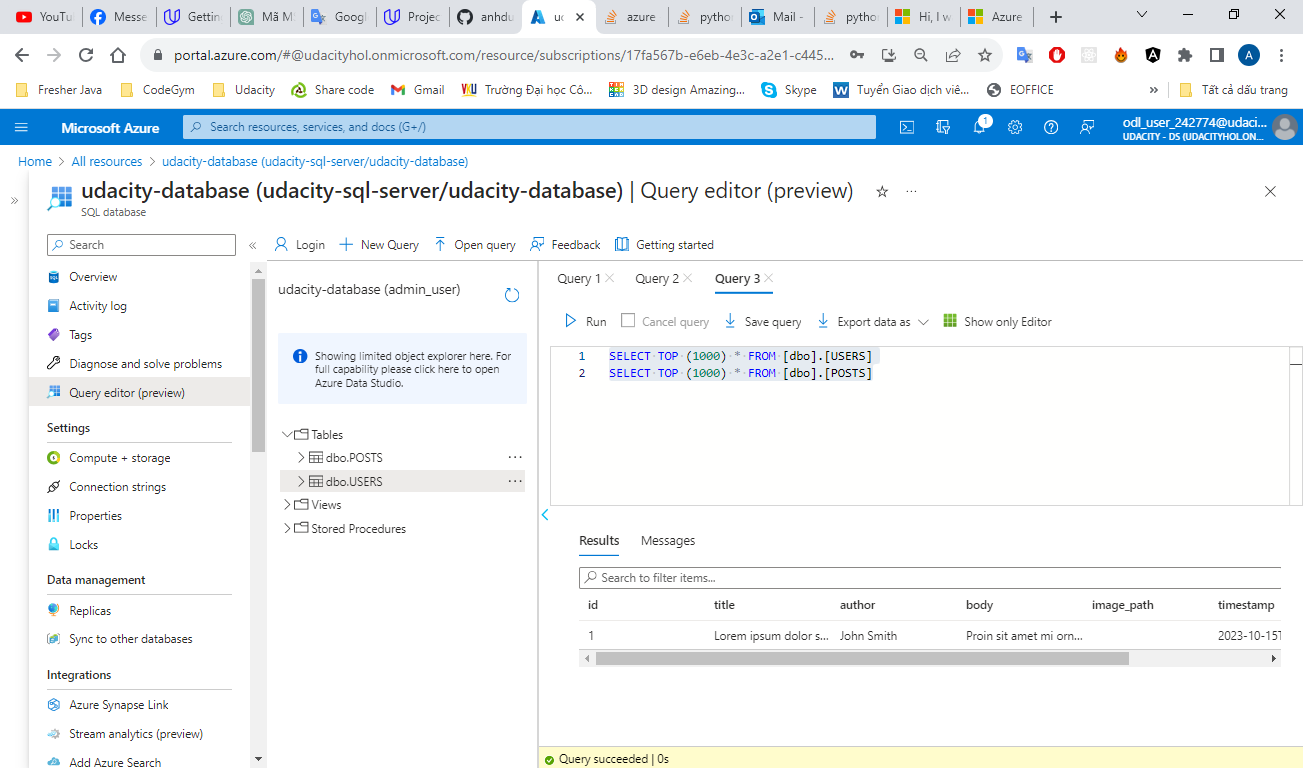 YouTu
Messe
Gettin
Mã M
Googl
Projec
anhdu
uc
azure
pythor
Mail -
pythor
Hi, I w
Azure
portal.azure.com/#@udacityhol.onmicrosoft.com/resource/subscriptions/17fa567b-e6eb-4e3c-a2e1-c445...
A
Fresher Java
CodeGym
Udacity
Share code
Gmail
Trường Đại học Cô...
3D design Amazing...
Skype
Tuyển Giao dịch viê...
EOFFICE
»
Tất cả dấu trang
Microsoft Azure
Search resources, services, and docs (G+/)
1
odl_user_242774@udaci...
UDACITY - DS (UDACITYHOL.ON...
Home > All resources > udacity-database (udacity-sql-server/udacity-database)
udacity-database (udacity-sql-server/udacity-database) | Query editor (preview)
SQL database
Search
Overview
Activity log
Tags
Diagnose and solve problems
Query editor (preview)
Settings
Compute + storage
Connection strings
Properties
Locks
Data management
Replicas
Sync to other databases
Integrations
Azure Synapse Link
Stream analytics (preview)
Add Azure Search
Login
New Query
Open query
Feedback
Getting started
udacity-database (admin_user)
Showing limited object explorer here. For
full capability please click here to open
Azure Data Studio.
Tables
dbo.POSTS
dbo.USERS
Views
Stored Procedures
Query 1
Query 2
Query 3
Run
Cancel query
Save query
Export data as
Show only Editor
1 SELECT TOP (1000) * FROM [dbo].[USERS]
2 SELECT TOP (1000) * FROM [dbo].[POSTS]
Results
Messages
Search to filter items...
id title author body image_path timestamp
1 Lorem ipsum dolor s... John Smith Proin sit amet mi orn... 2023-10-15T
Query succeeded | 0s